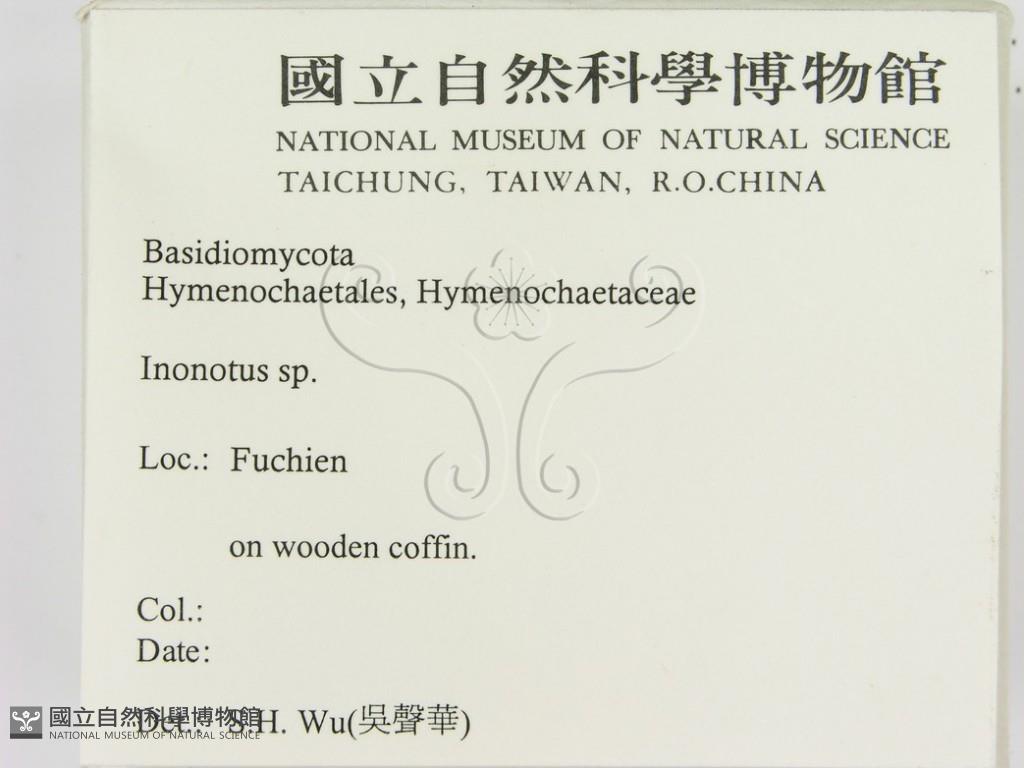 國立自然科學博物館
NATIONAL MUSEUM OF NATURAL SCIENCE
TAICHUNG, TAIWAN, R.O.CHINA
Basidiomycota
Hymenochaetales, Hymenochaetaceae
Inonotus sp.
Loc.: Fuchien
on wooden coffin.
Col.:
Date:
Det.: S.H. Wu(吳聲華)
國立自然科學博物館
NATIONAL MUSEUM OF NATURAL SCIENCE